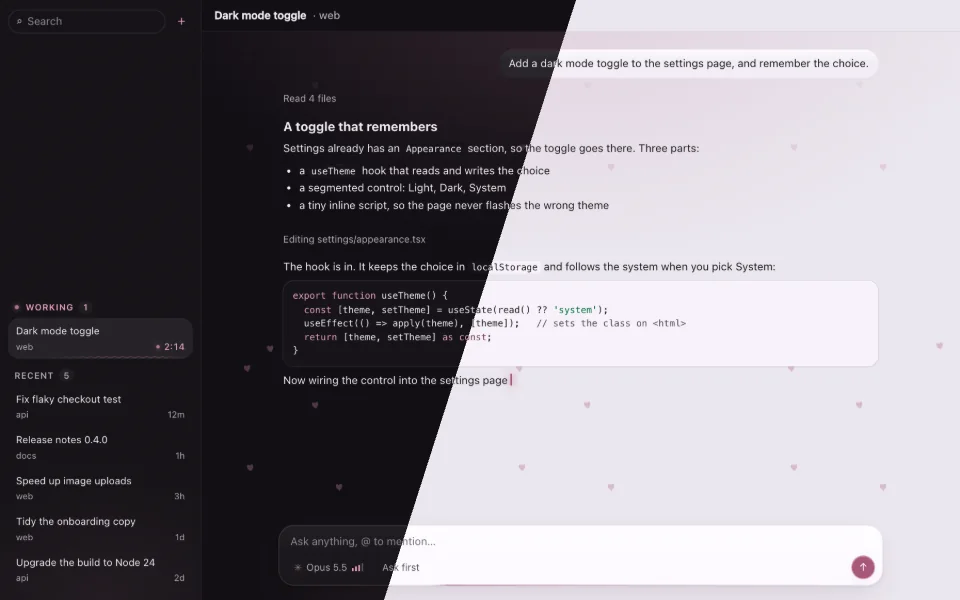 Search
+
Dark mode toggle · web
Add a dark mode toggle to the settings page, and remember the choice.
Read 4 files
A toggle that remembers
Settings already has an Appearance section, so the toggle goes there. Three parts:
• a useTheme hook that reads and writes the choice
• a segmented control: Light, Dark, System
• a tiny inline script, so the page never flashes the wrong theme
Editing settings/appearance.tsx
The hook is in. It keeps the choice in localStorage and follows the system when you pick System:
export function useTheme() {
const [theme, setTheme] = useState(read() ?? 'system');
useEffect(() => apply(theme), [theme]); // sets the class on <html>
return [theme, setTheme] as const;
}
Now wiring the control into the settings page
WORKING 1
Dark mode toggle
web 2:14
RECENT 5
Fix flaky checkout test
api 12m
Release notes 0.4.0
docs 1h
Speed up image uploads
web 3h
Tidy the onboarding copy
web 1d
Upgrade the build to Node 24
api 2d
Ask anything, @ to mention...
Opus 5.5 Ask first